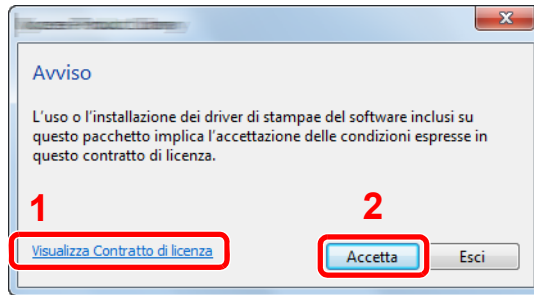 Avviso
L'uso o l'installazione dei driver di stampae del software inclusi su
questo pacchetto implica l'accettazione delle condizioni espresse in
questo contratto di licenza.
1
2
Visualizza Contratto di licenza
Accetta
Esci